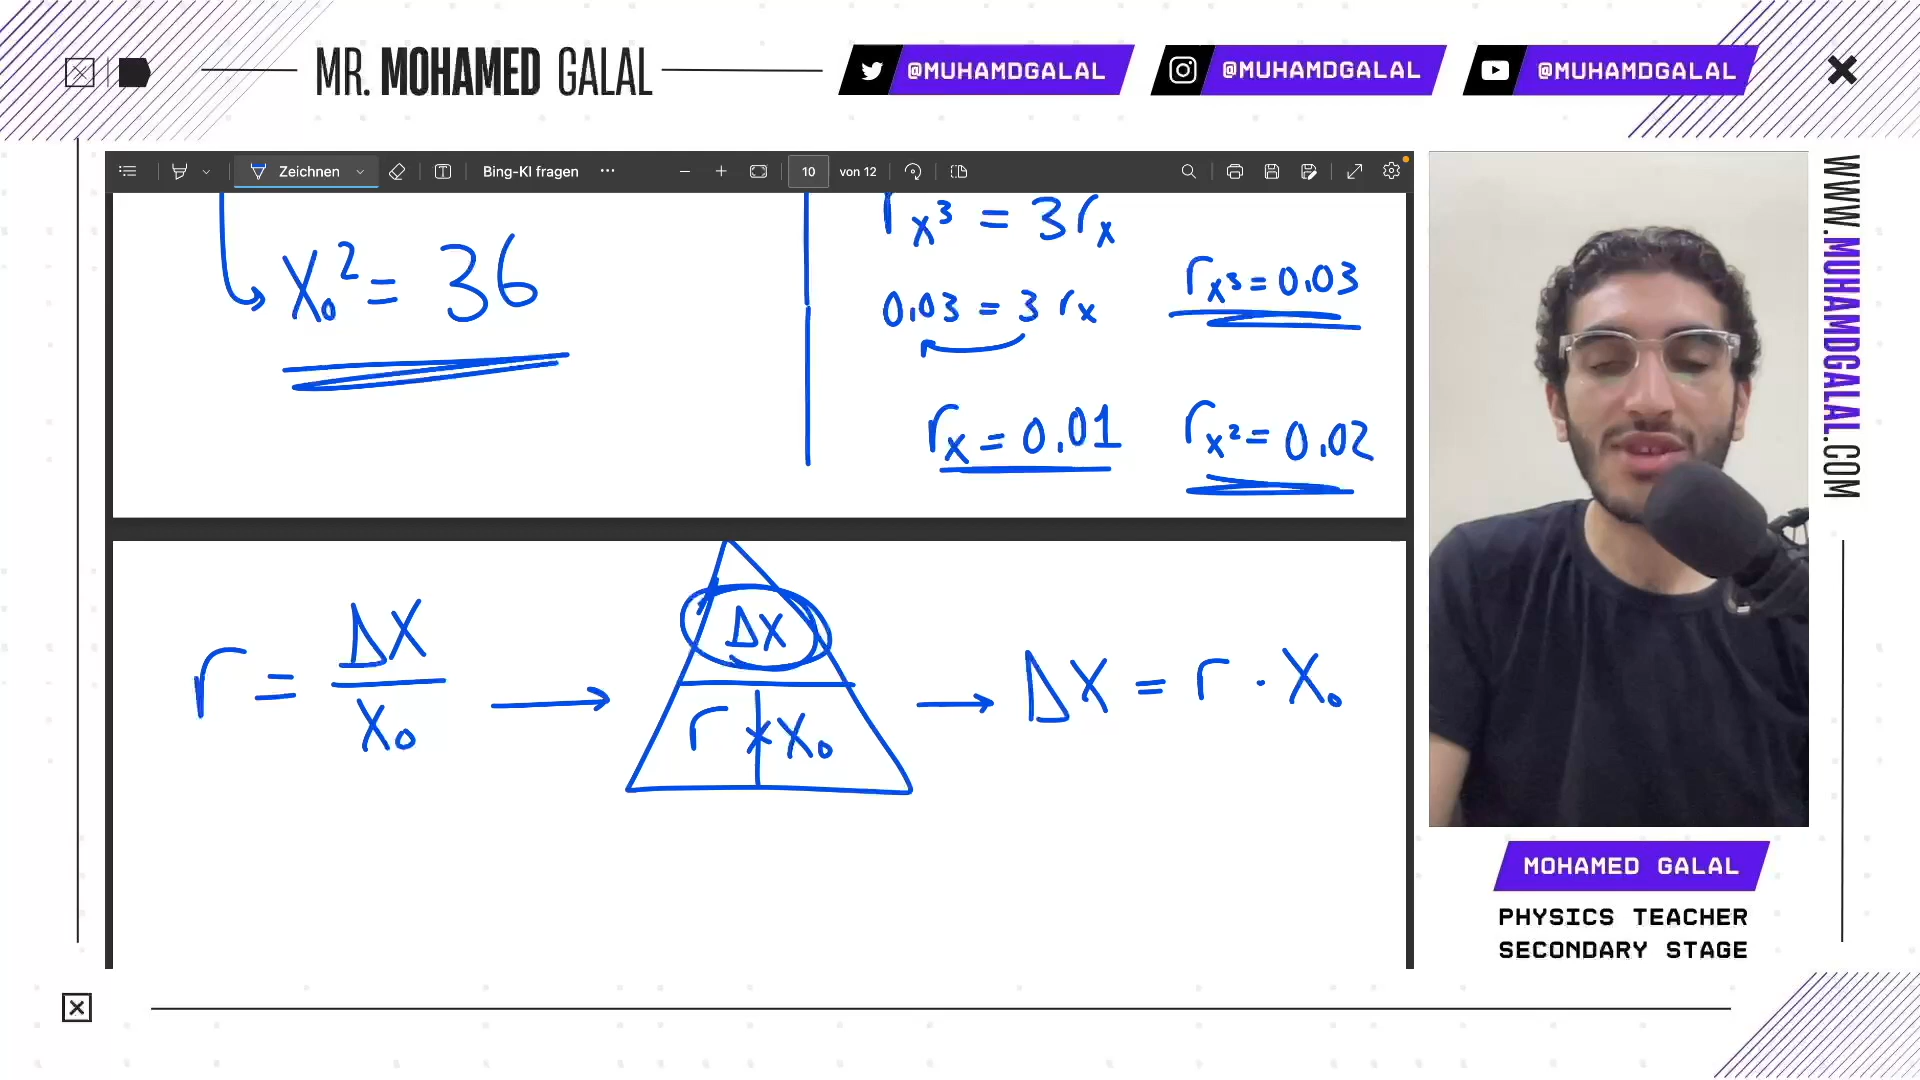 MR. MOHAMED GALAL
@MUHAMDGALAL
@MUHAMDGALAL
@MUHAMDGALAL
WWW.MUHAMDGALAL.COM
Zeichnen
Bing-KI fragen
10 von 12
x₀² = 36
r_x³ = 3r_x
0.03 = 3 r_x
r_x³ = 0.03
r_x = 0.01
r_x² = 0.02
r = Δx / x₀
Δx
r × x₀
Δx = r · x₀
MOHAMED GALAL
PHYSICS TEACHER
SECONDARY STAGE